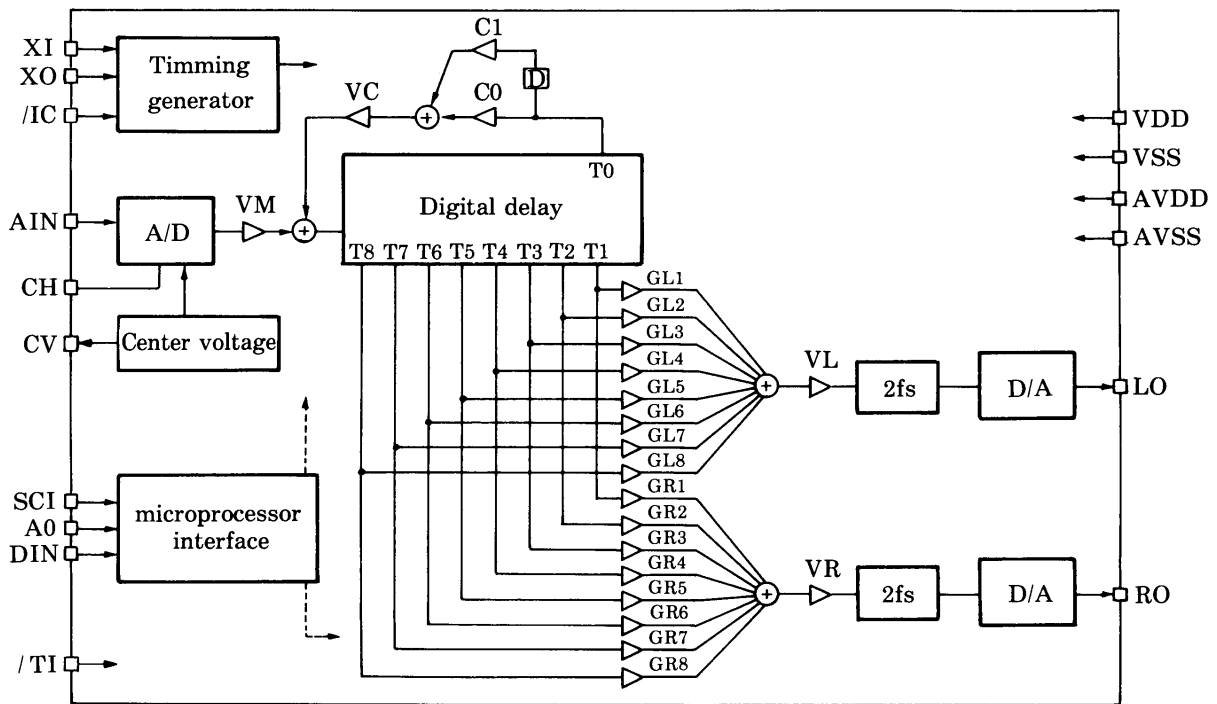 XI
XO
/IC
Timming
generator
C1
D
VC
C0
VDD
VSS
AVDD
AVSS
T0
Digital delay
T8 T7 T6 T5 T4 T3 T2 T1
AIN
A/D
VM
CH
CV
Center voltage
GL1
GL2
GL3
GL4
GL5
GL6
GL7
GL8
VL
2fs
D/A
LO
SCI
A0
DIN
microprocessor
interface
GR1
GR2
GR3
GR4
GR5
GR6
GR7
GR8
VR
2fs
D/A
RO
/TI